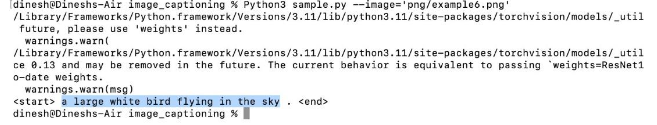 dinesh@Dineshs-Air image_captioning % Python3 sample.py --image='png/example6.png'
/Library/Frameworks/Python.framework/Versions/3.11/lib/python3.11/site-packages/torchvision/models/_util
 future, please use 'weights' instead.
  warnings.warn(
/Library/Frameworks/Python.framework/Versions/3.11/lib/python3.11/site-packages/torchvision/models/_util
ce 0.13 and may be removed in the future. The current behavior is equivalent to passing `weights=ResNet1
o-date weights.
  warnings.warn(msg)
<start> a large white bird flying in the sky . <end>
dinesh@Dineshs-Air image_captioning %